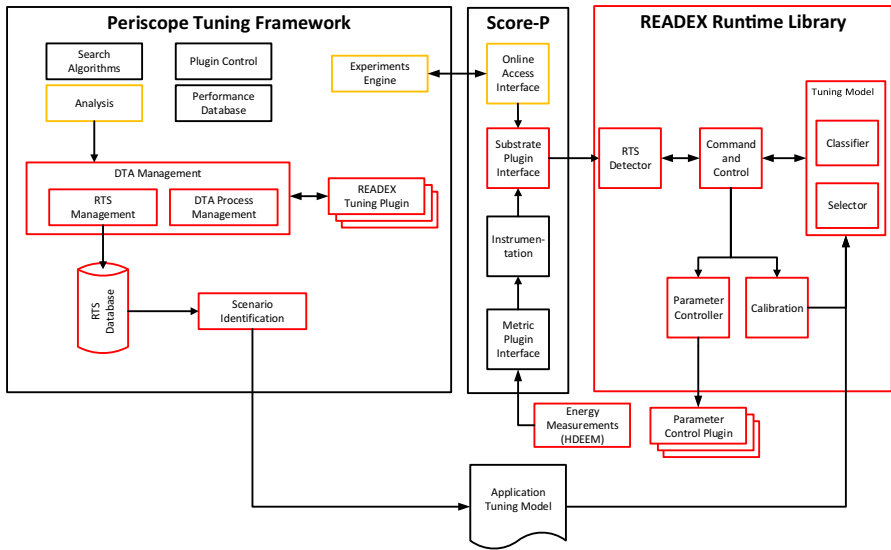 Periscope Tuning Framework
Search
Algorithms
Plugin Control
Analysis
Performance
Database
Experiments
Engine
DTA Management
RTS
Management
DTA Process
Management
READEX
Tuning Plugin
RTS
Database
Scenario
Identification
Score-P
Online
Access
Interface
Substrate
Plugin
Interface
Instrumen-
tation
Metric
Plugin
Interface
Energy
Measurements
(HDEEM)
READEX Runtime Library
RTS
Detector
Command
and
Control
Tuning Model
Classifier
Selector
Parameter
Controller
Calibration
Parameter
Control Plugin
Application
Tuning Model